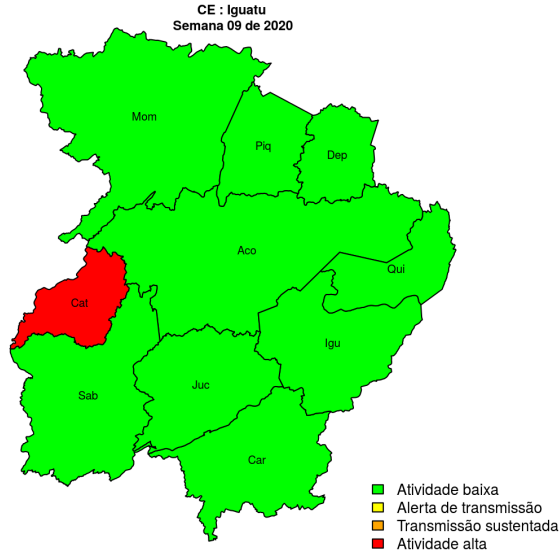 CE : Iguatu
Semana 09 de 2020
Mom
Piq
Dep
Aco
Qui
Cat
Igu
Juc
Sab
Car
Atividade baixa
Alerta de transmissão
Transmissão sustentada
Atividade alta